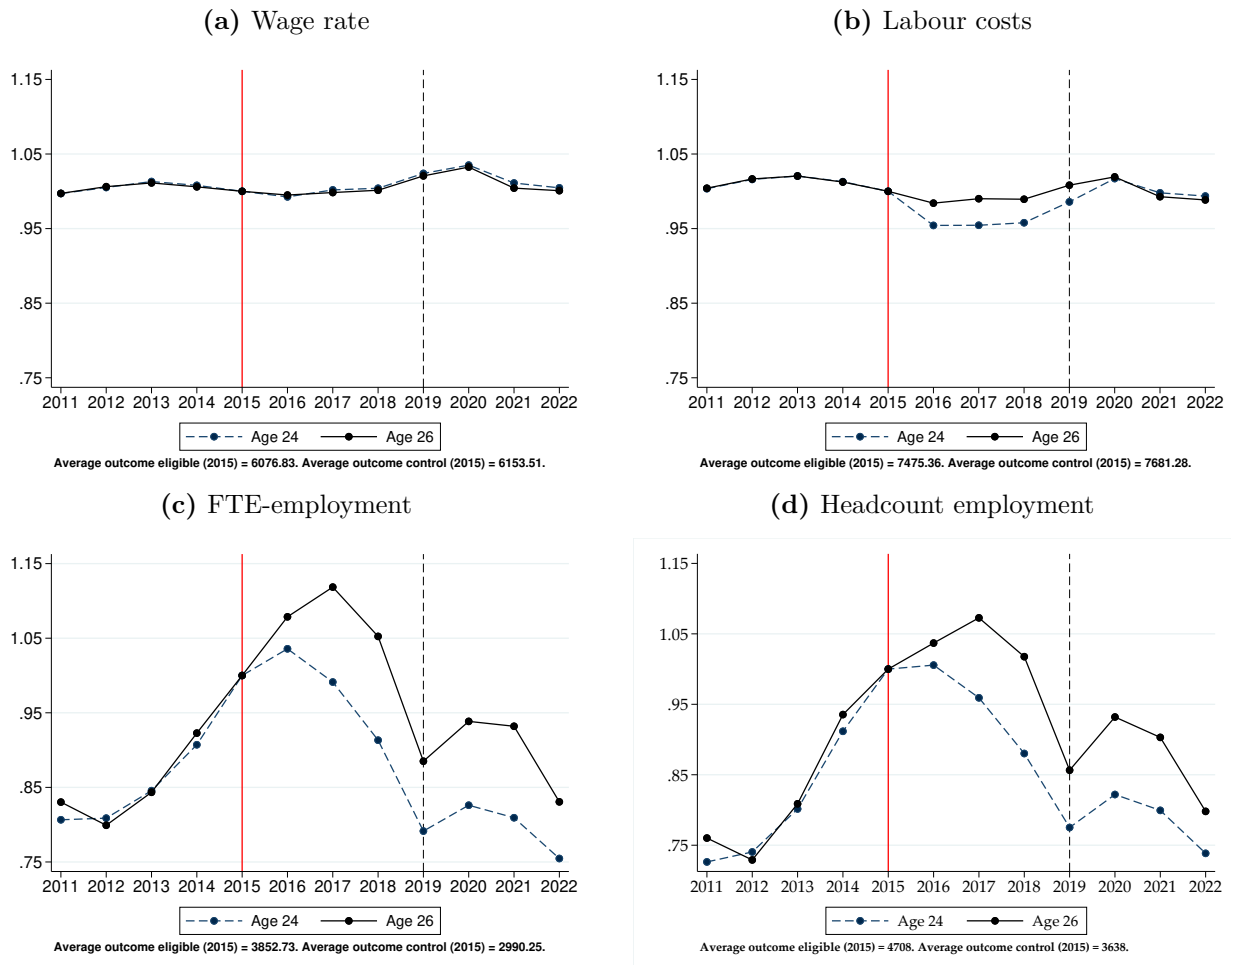 (a) Wage rate
1.15
1.05
.95
.85
.75
2011 2012 2013 2014 2015 2016 2017 2018 2019 2020 2021 2022
Age 24 Age 26
Average outcome eligible (2015) = 6076.83. Average outcome control (2015) = 6153.51.
(b) Labour costs
1.15
1.05
.95
.85
.75
2011 2012 2013 2014 2015 2016 2017 2018 2019 2020 2021 2022
Age 24 Age 26
Average outcome eligible (2015) = 7475.36. Average outcome control (2015) = 7681.28.
(c) FTE-employment
1.15
1.05
.95
.85
.75
2011 2012 2013 2014 2015 2016 2017 2018 2019 2020 2021 2022
Age 24 Age 26
Average outcome eligible (2015) = 3852.73. Average outcome control (2015) = 2990.25.
(d) Headcount employment
1.15
1.05
.95
.85
.75
2011 2012 2013 2014 2015 2016 2017 2018 2019 2020 2021 2022
Age 24 Age 26
Average outcome eligible (2015) = 4708. Average outcome control (2015) = 3638.